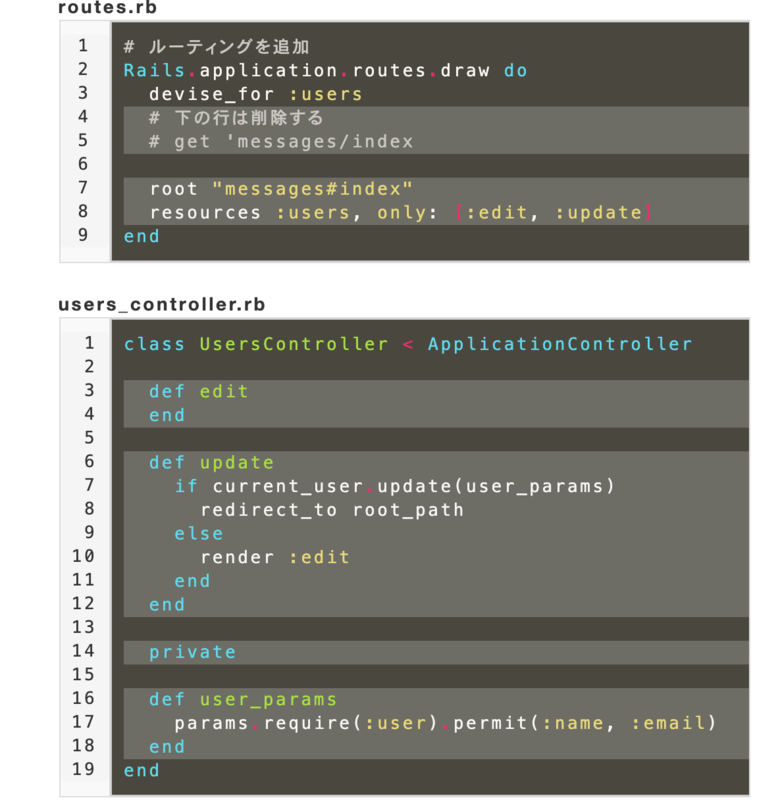 routes.rb
1 # ルーティングを追加
2 Rails.application.routes.draw do
3   devise_for :users
4   # 下の行は削除する
5   # get 'messages/index
6
7   root "messages#index"
8   resources :users, only: [:edit, :update]
9 end
users_controller.rb
1 class UsersController < ApplicationController
2
3   def edit
4   end
5
6   def update
7     if current_user.update(user_params)
8       redirect_to root_path
9     else
10       render :edit
11     end
12   end
13
14   private
15
16   def user_params
17     params.require(:user).permit(:name, :email)
18   end
19 end